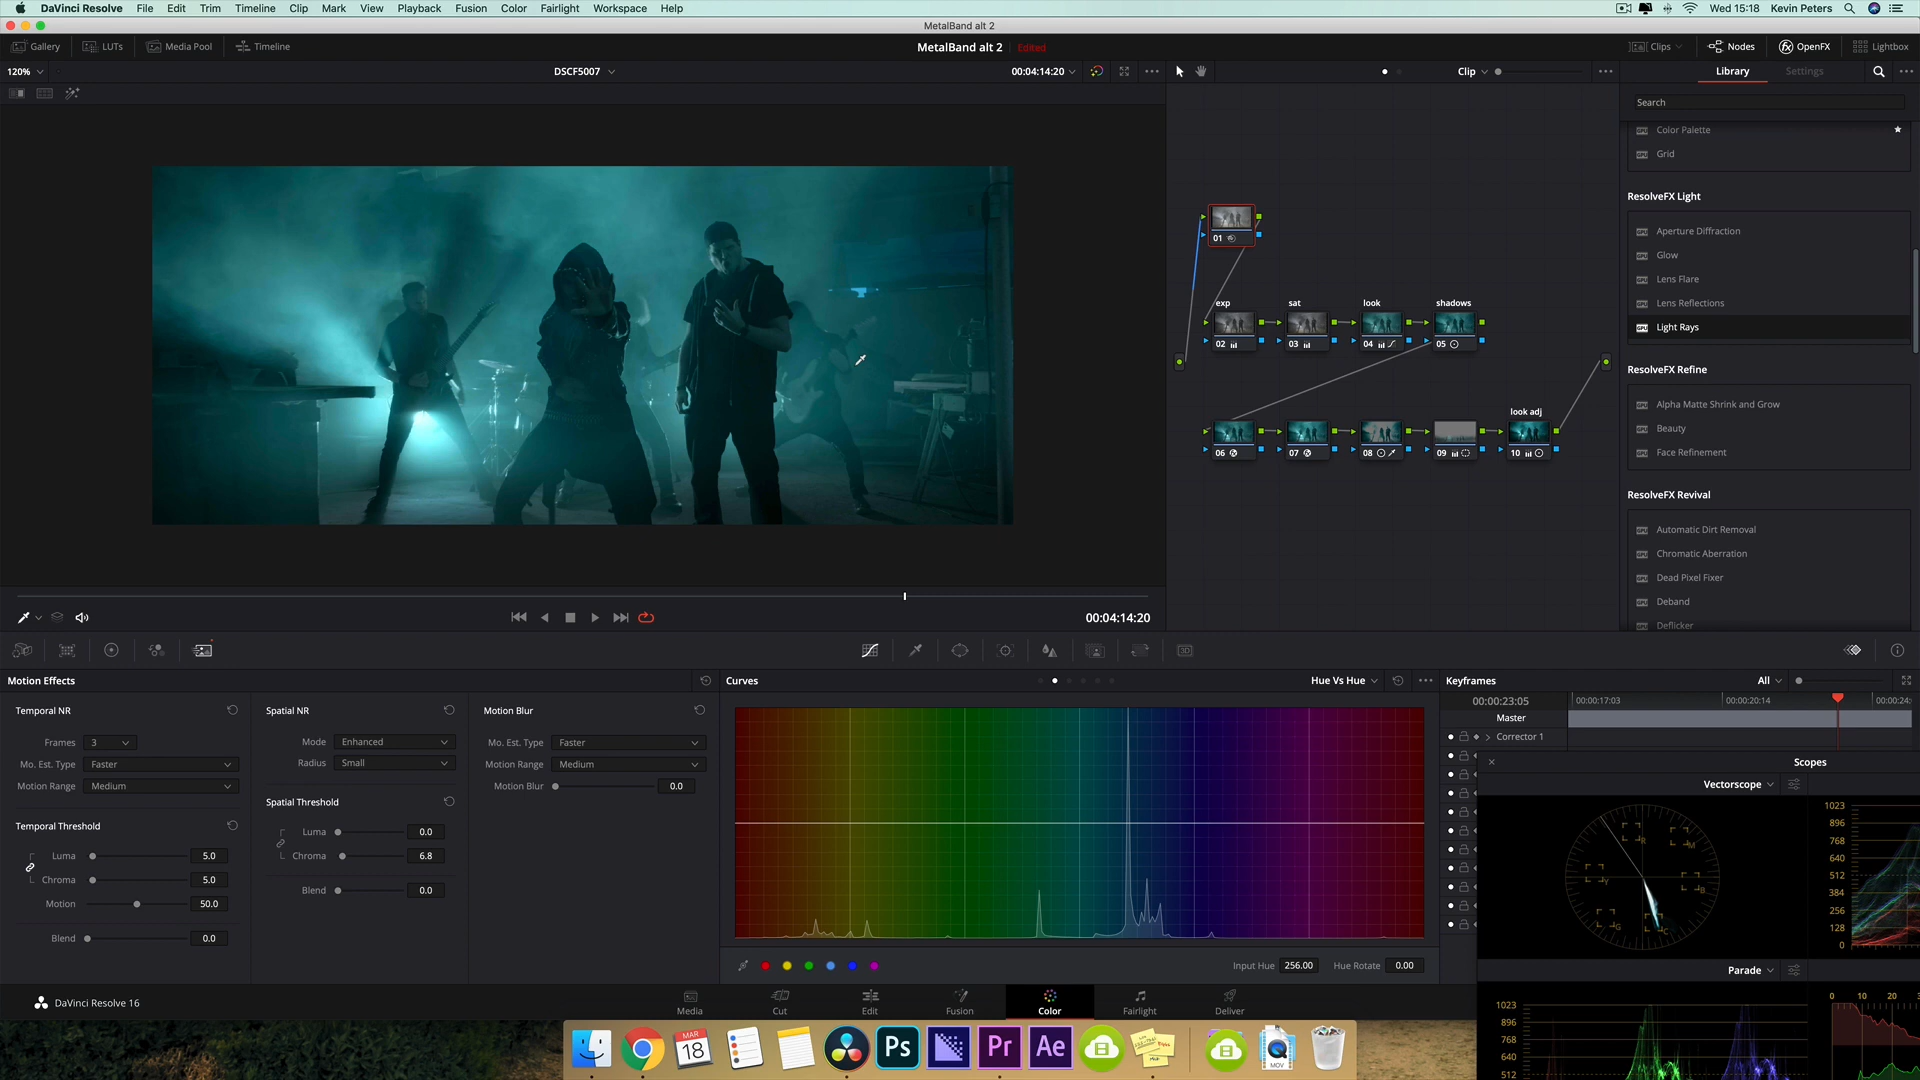 DaVinci Resolve File Edit Trim Timeline Clip Mark View Playback Fusion Color Fairlight Workspace Help Wed 15:18 Kevin Peters
MetalBand alt 2
Gallery LUTs Media Pool Timeline MetalBand alt 2 Edited Clips Nodes OpenFX Lightbox
120% DSCF5007 00:04:14:20 Clip Library Settings
Search
Color Palette
Grid
ResolveFX Light
Aperture Diffraction
Glow
Lens Flare
Lens Reflections
Light Rays
ResolveFX Refine
Alpha Matte Shrink and Grow
Beauty
Face Refinement
ResolveFX Revival
Automatic Dirt Removal
Chromatic Aberration
Dead Pixel Fixer
Deband
Deflicker
01
exp sat look shadows
02 03 04 05
look adj
06 07 08 09 10
00:04:14:20
3D
Motion Effects
Temporal NR
Frames 3
Mo. Est. Type Faster
Motion Range Medium
Temporal Threshold
Luma 5.0
Chroma 5.0
Motion 50.0
Blend 0.0
Spatial NR
Mode Enhanced
Radius Small
Spatial Threshold
Luma 0.0
Chroma 6.8
Blend 0.0
Motion Blur
Mo. Est. Type Faster
Motion Range Medium
Motion Blur 0.0
Curves Hue Vs Hue
Input Hue 256.00 Hue Rotate 0.00
Keyframes All
00:00:23:05 00:00:17:03 00:00:20:14 00:00:24:
Master
Corrector 1
Scopes
Vectorscope
R M
Y B
G C
1023
896
768
640
512
384
256
128
0
Parade
1023
896
768
640
512
0 10 20
DaVinci Resolve 16
Media Cut Edit Fusion Color Fairlight Deliver
MAR
18
Ps
Pr
Ae
MOV